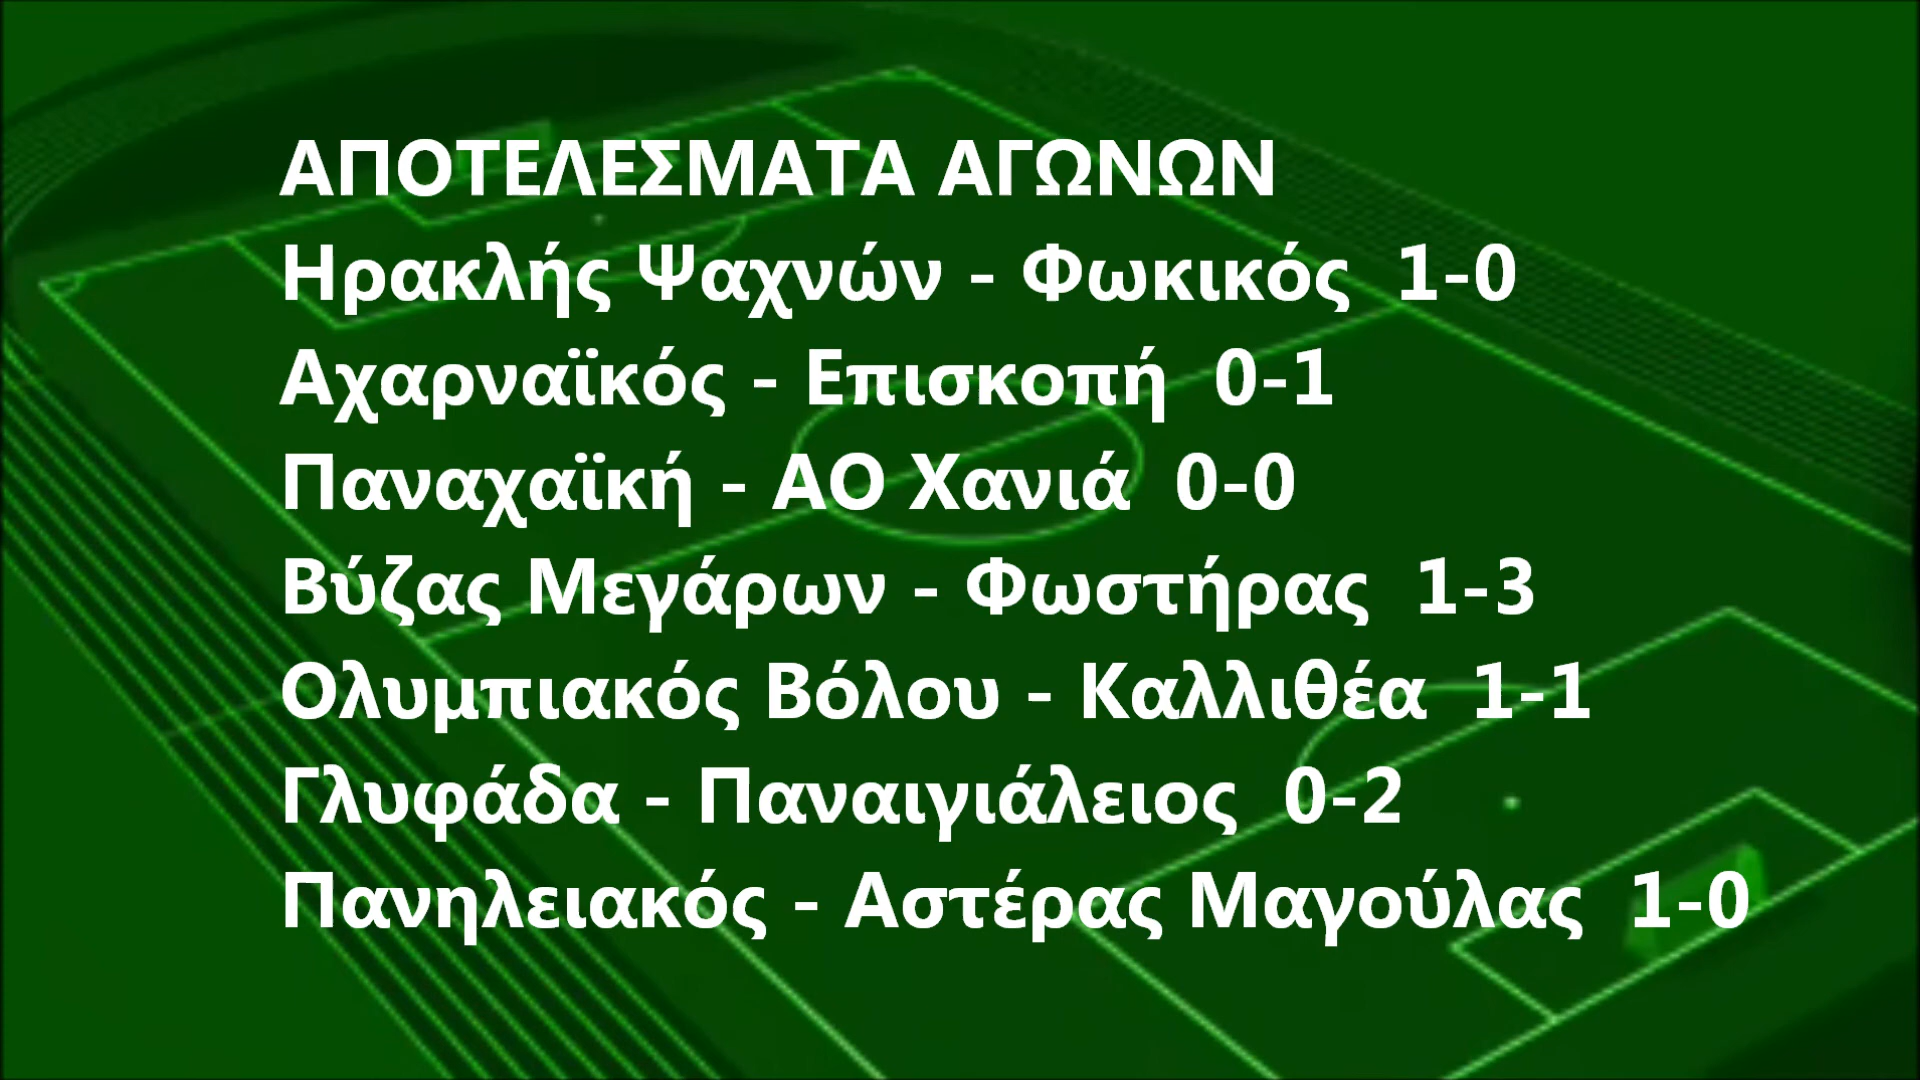 ΑΠΟΤΕΛΕΣΜΑΤΑ ΑΓΩΝΩΝ
Ηρακλής Ψαχνών - Φωκικός  1-0
Αχαρναϊκός - Επισκοπή  0-1
Παναχαϊκή - ΑΟ Χανιά  0-0
Βύζας Μεγάρων - Φωστήρας  1-3
Ολυμπιακός Βόλου - Καλλιθέα  1-1
Γλυφάδα - Παναιγιάλειος  0-2
Πανηλειακός - Αστέρας Μαγούλας  1-0